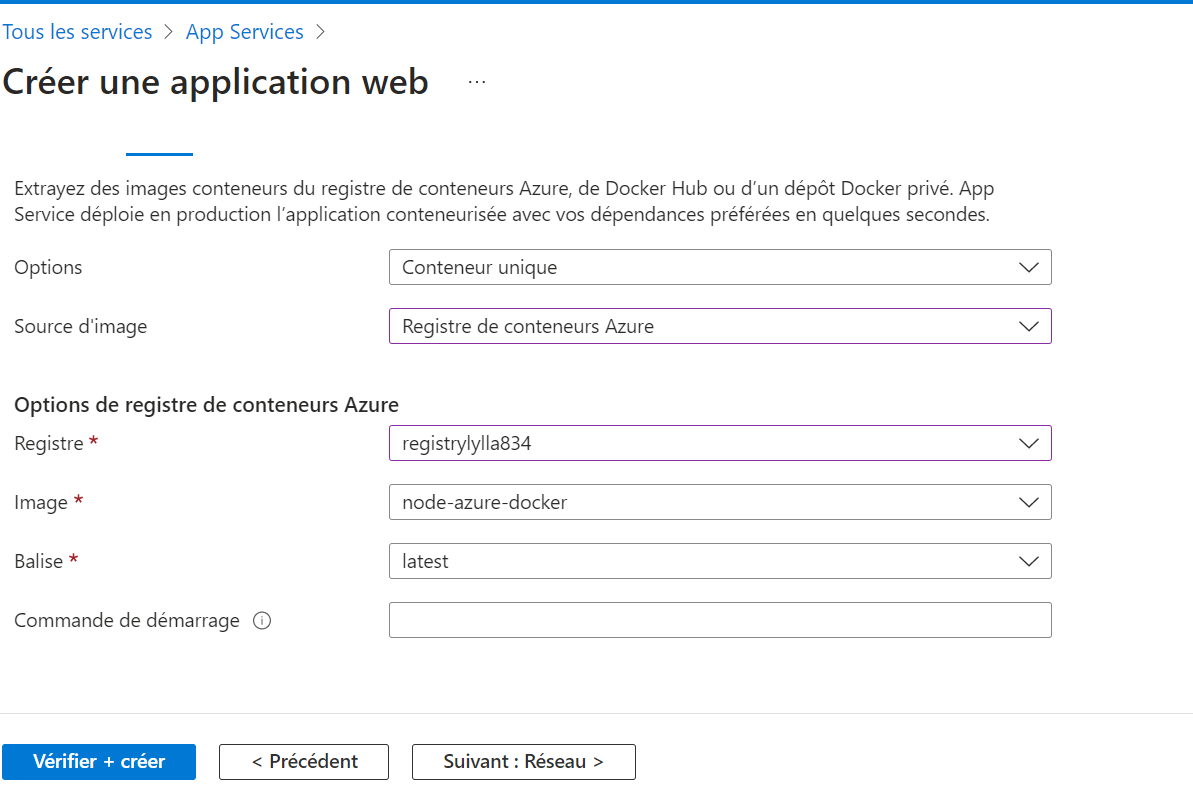 Tous les services > App Services >
Créer une application web ...
Extrayez des images conteneurs du registre de conteneurs Azure, de Docker Hub ou d’un dépôt Docker privé. App
Service déploie en production l’application conteneurisée avec vos dépendances préférées en quelques secondes.
Options Conteneur unique
Source d'image Registre de conteneurs Azure
Options de registre de conteneurs Azure
Registre * registrylylla834
Image * node-azure-docker
Balise * latest
Commande de démarrage
Vérifier + créer < Précédent Suivant : Réseau >